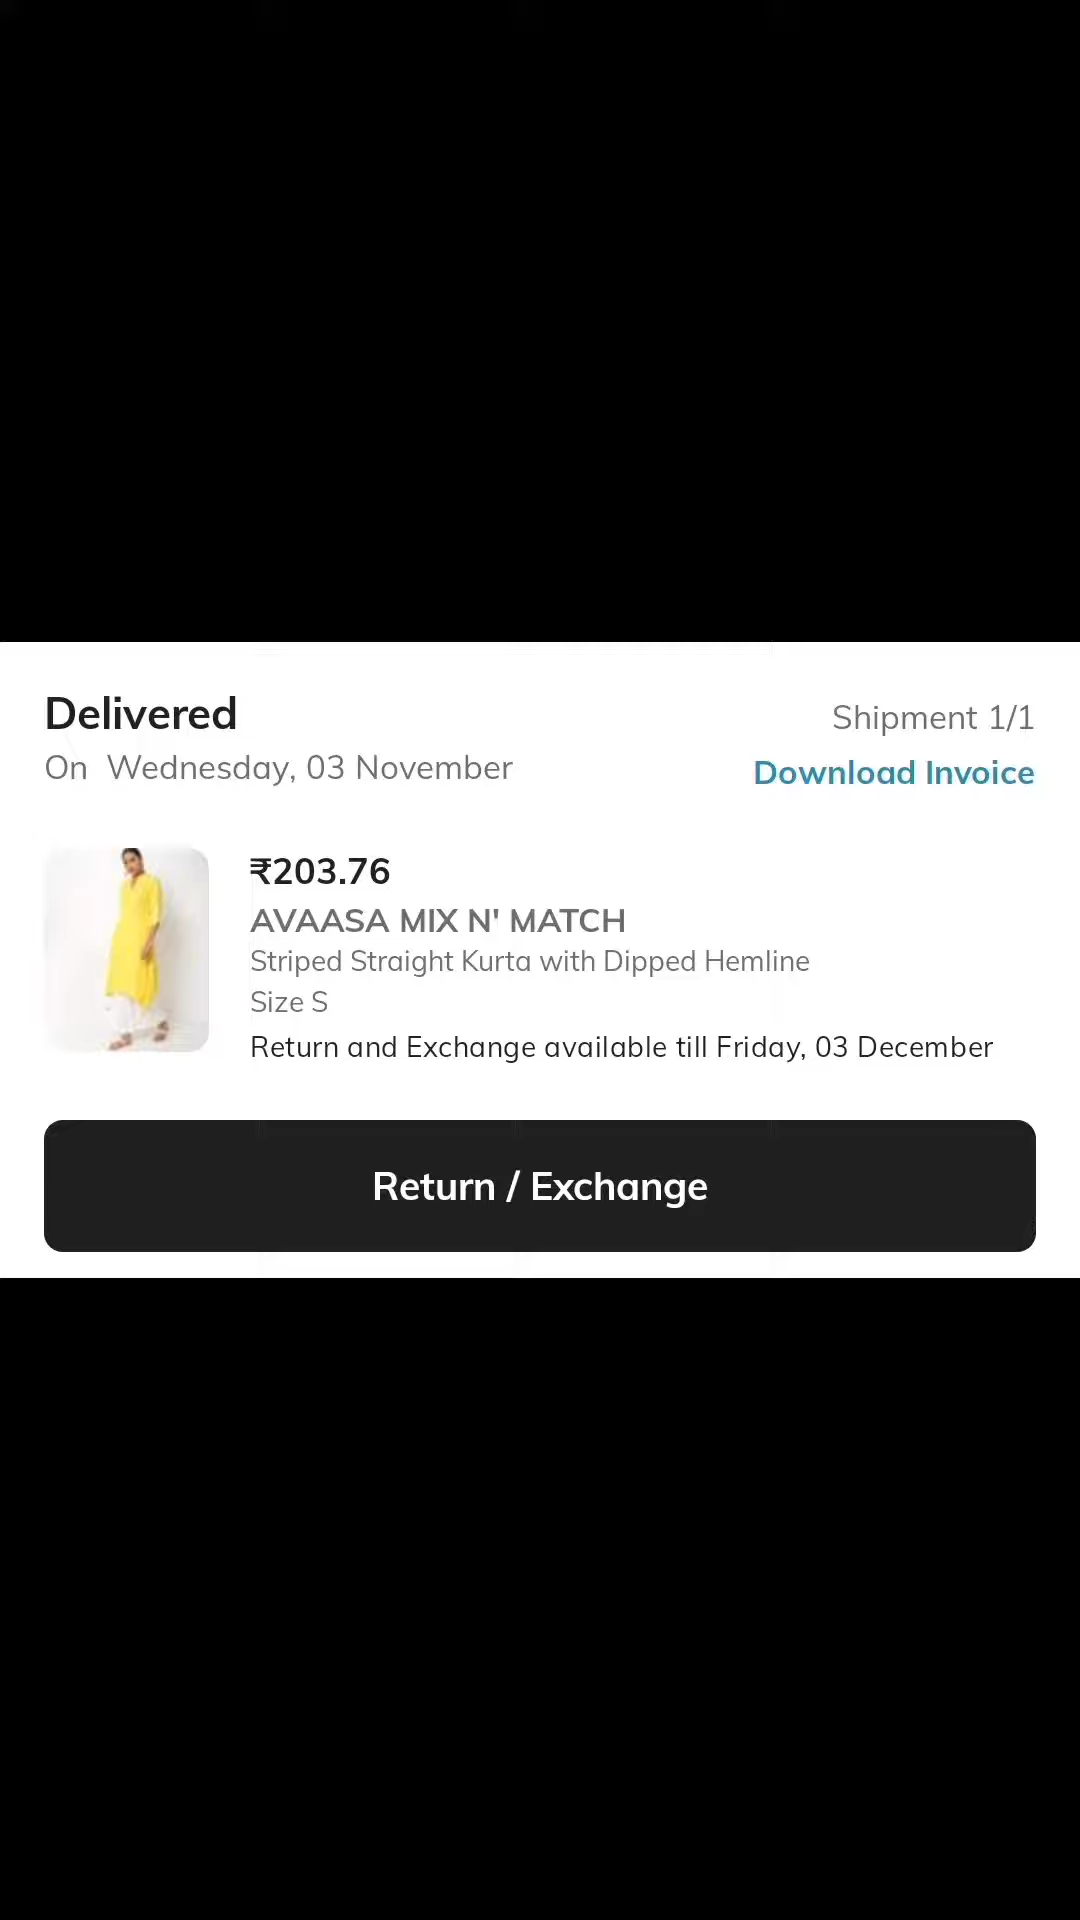 Delivered
Shipment 1/1
On Wednesday, 03 November
Download Invoice
₹203.76
AVAASA MIX N' MATCH
Striped Straight Kurta with Dipped Hemline
Size S
Return and Exchange available till Friday, 03 December
Return / Exchange